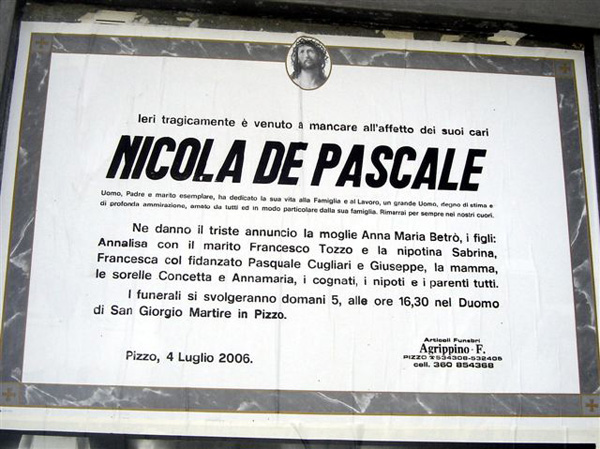 Ieri tragicamente è venuto a mancare all'affetto dei suoi cari
NICOLA DE PASCALE
Uomo, Padre e marito esemplare, ha dedicato la sua vita alla Famiglia e al Lavoro, un grande Uomo, degno di stima e
di profonda ammirazione, amato da tutti ed in modo particolare dalla sua famiglia. Rimarrai per sempre nei nostri cuori.
Ne danno il triste annuncio la moglie Anna Maria Betrò, i figli:
Annalisa con il marito Francesco Tozzo e la nipotina Sabrina,
Francesca col fidanzato Pasquale Cugliari e Giuseppe, la mamma,
le sorelle Concetta e Annamaria, i cognati, i nipoti e i parenti tutti.
I funerali si svolgeranno domani 5, alle ore 16,30 nel Duomo
di San Giorgio Martire in Pizzo.
Pizzo, 4 Luglio 2006.
Articoli Funebri
Agrippino - F.
PIZZO ☎ 534308-532405
cell. 360 854368